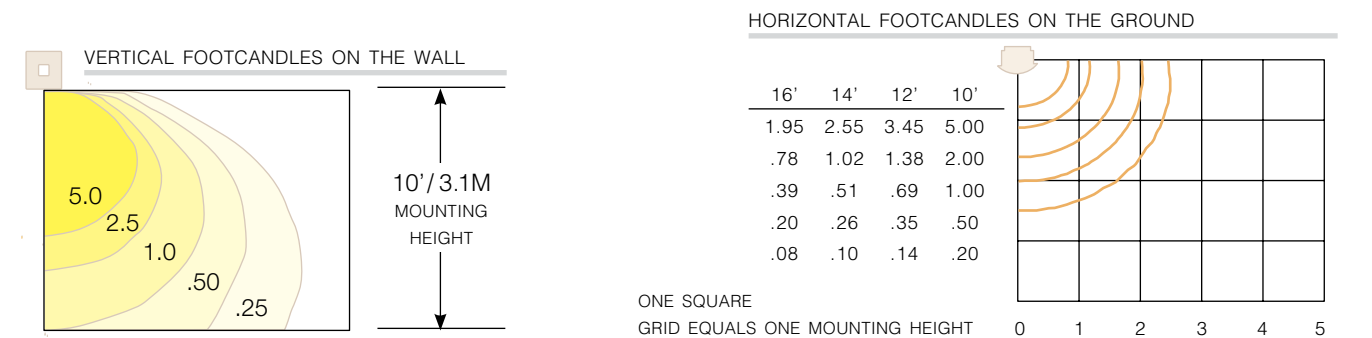 VERTICAL FOOTCANDLES ON THE WALL
5.0
2.5
1.0
.50
.25
10’/3.1M
MOUNTING
HEIGHT
HORIZONTAL FOOTCANDLES ON THE GROUND
16’ 14’ 12’ 10’
1.95 2.55 3.45 5.00
.78 1.02 1.38 2.00
.39 .51 .69 1.00
.20 .26 .35 .50
.08 .10 .14 .20
ONE SQUARE
GRID EQUALS ONE MOUNTING HEIGHT
0 1 2 3 4 5